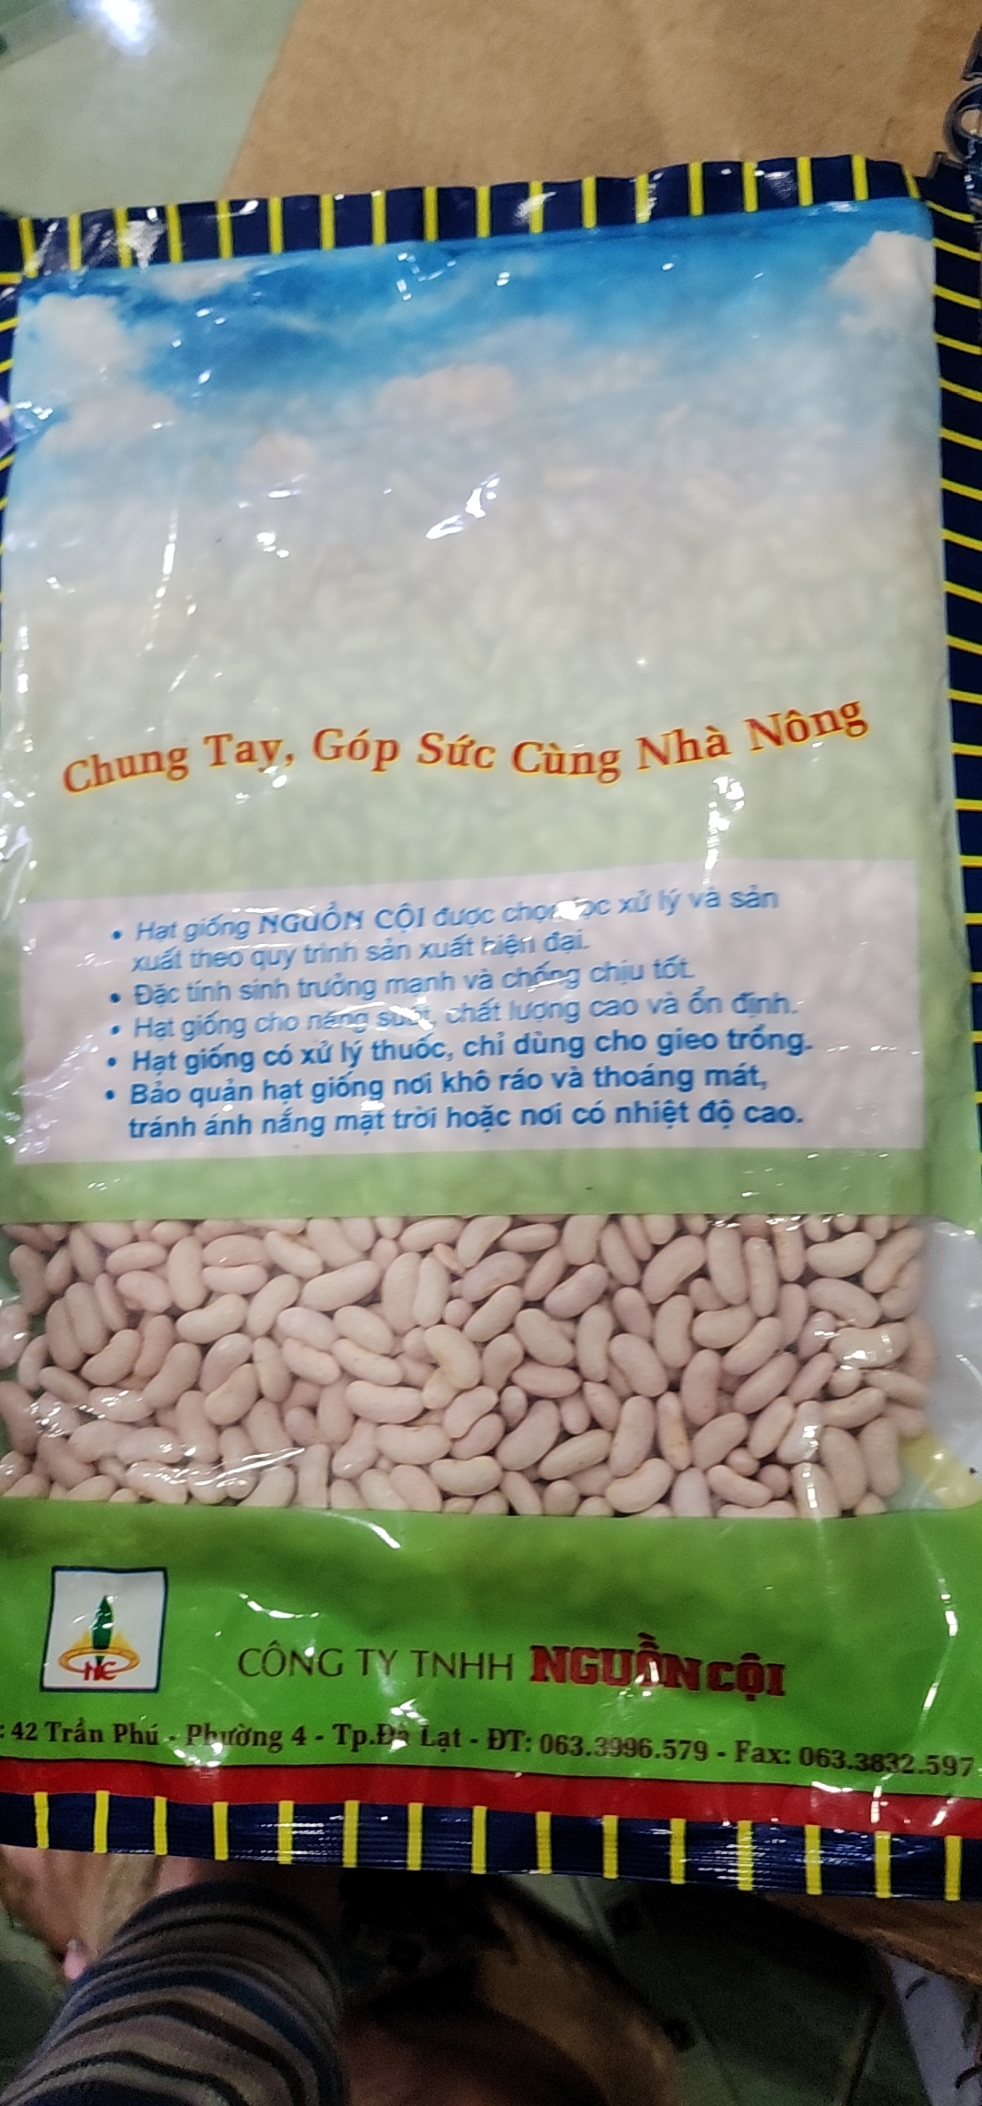 Chung Tay, Góp Sức Cùng Nhà Nông
• Hạt giống NGUỒN CỘI được chọn lọc xử lý và sản
xuất theo quy trình sản xuất hiện đại.
• Đặc tính sinh trưởng mạnh và chống chịu tốt.
• Hạt giống cho năng suất, chất lượng cao và ổn định.
• Hạt giống có xử lý thuốc, chỉ dùng cho gieo trồng.
• Bảo quản hạt giống nơi khô ráo và thoáng mát,
tránh ánh nắng mặt trời hoặc nơi có nhiệt độ cao.
NC
CÔNG TY TNHH NGUỒN CỘI
: 42 Trần Phú - Phường 4 - Tp.Đà Lạt - ĐT: 063.3996.579 - Fax: 063.3832.597